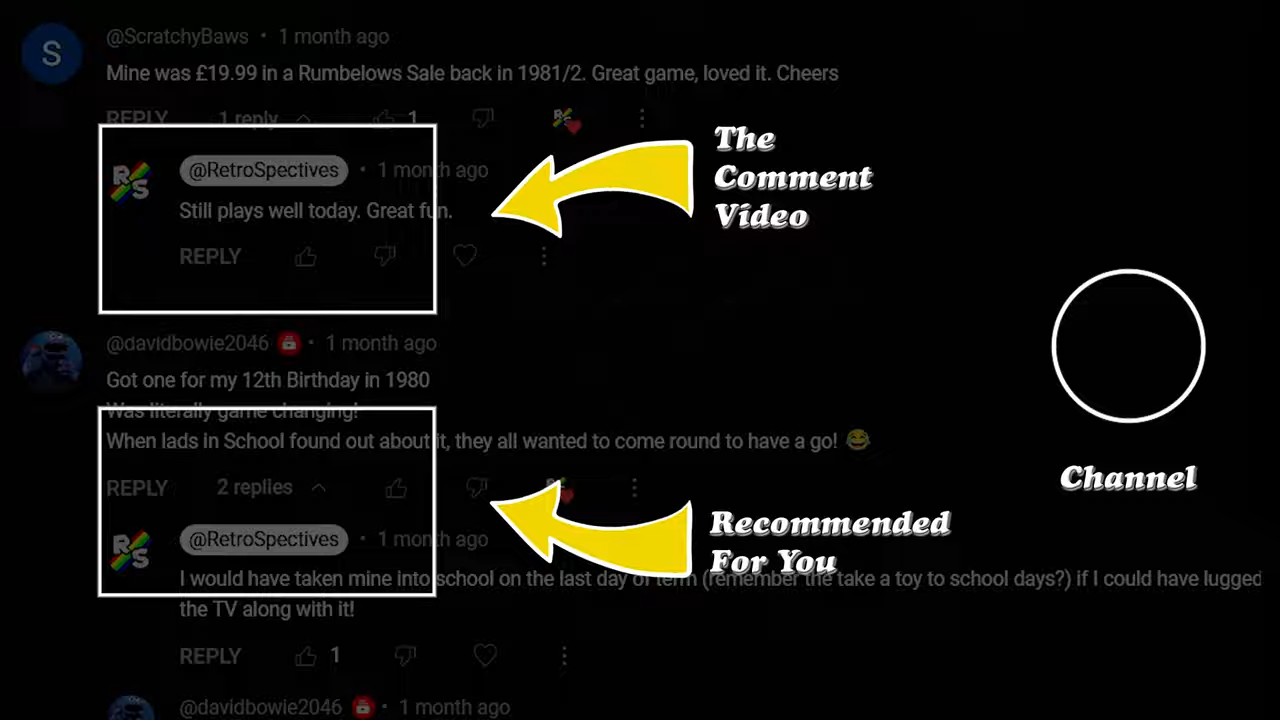 S
@ScratchyBaws • 1 month ago
Mine was £19.99 in a Rumbelows Sale back in 1981/2. Great game, loved it. Cheers
REPLY 1 reply 1
RS
@RetroSpectives • 1 month ago
Still plays well today. Great fun.
REPLY
The
Comment
Video
@davidbowie2046 • 1 month ago
Got one for my 12th Birthday in 1980
Was literally game changing!
When lads in School found out about it, they all wanted to come round to have a go! 😂
REPLY 2 replies
Channel
RS
@RetroSpectives • 1 month ago
I would have taken mine into school on the last day of term (remember the take a toy to school days?) if I could have lugged
the TV along with it!
REPLY 1
Recommended
For You
@davidbowie2046 • 1 month ago